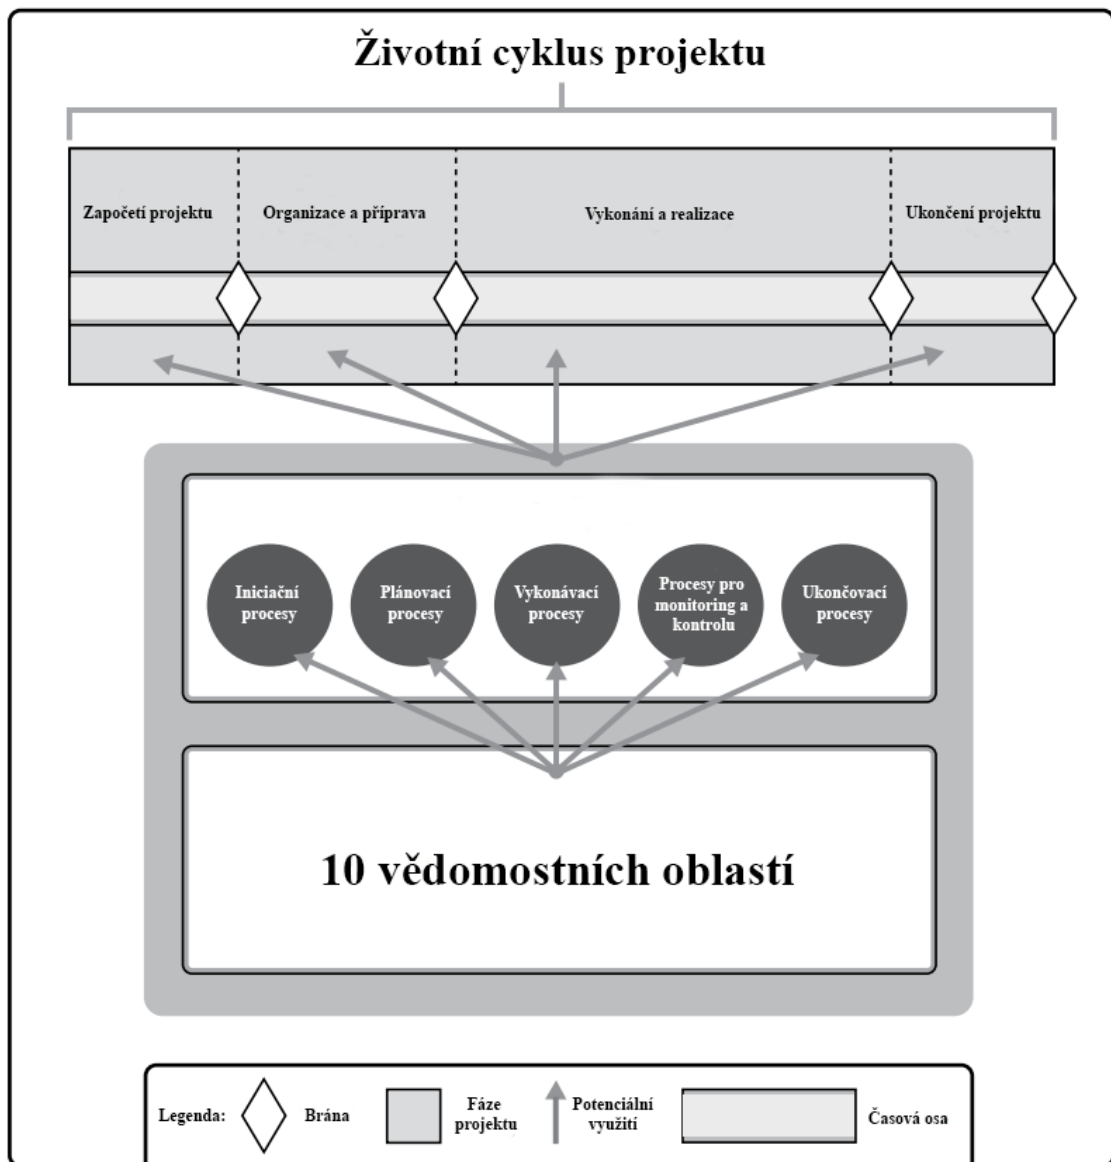 Životní cyklus projektu
Započetí projektu
Organizace a příprava
Vykonání a realizace
Ukončení projektu
Iniciační
procesy
Plánovací
procesy
Vykonávací
procesy
Procesy pro
monitoring a
kontrolu
Ukončovací
procesy
10 vědomostních oblastí
Legenda:
Brána
Fáze
projektu
Potenciální
využití
Časová osa